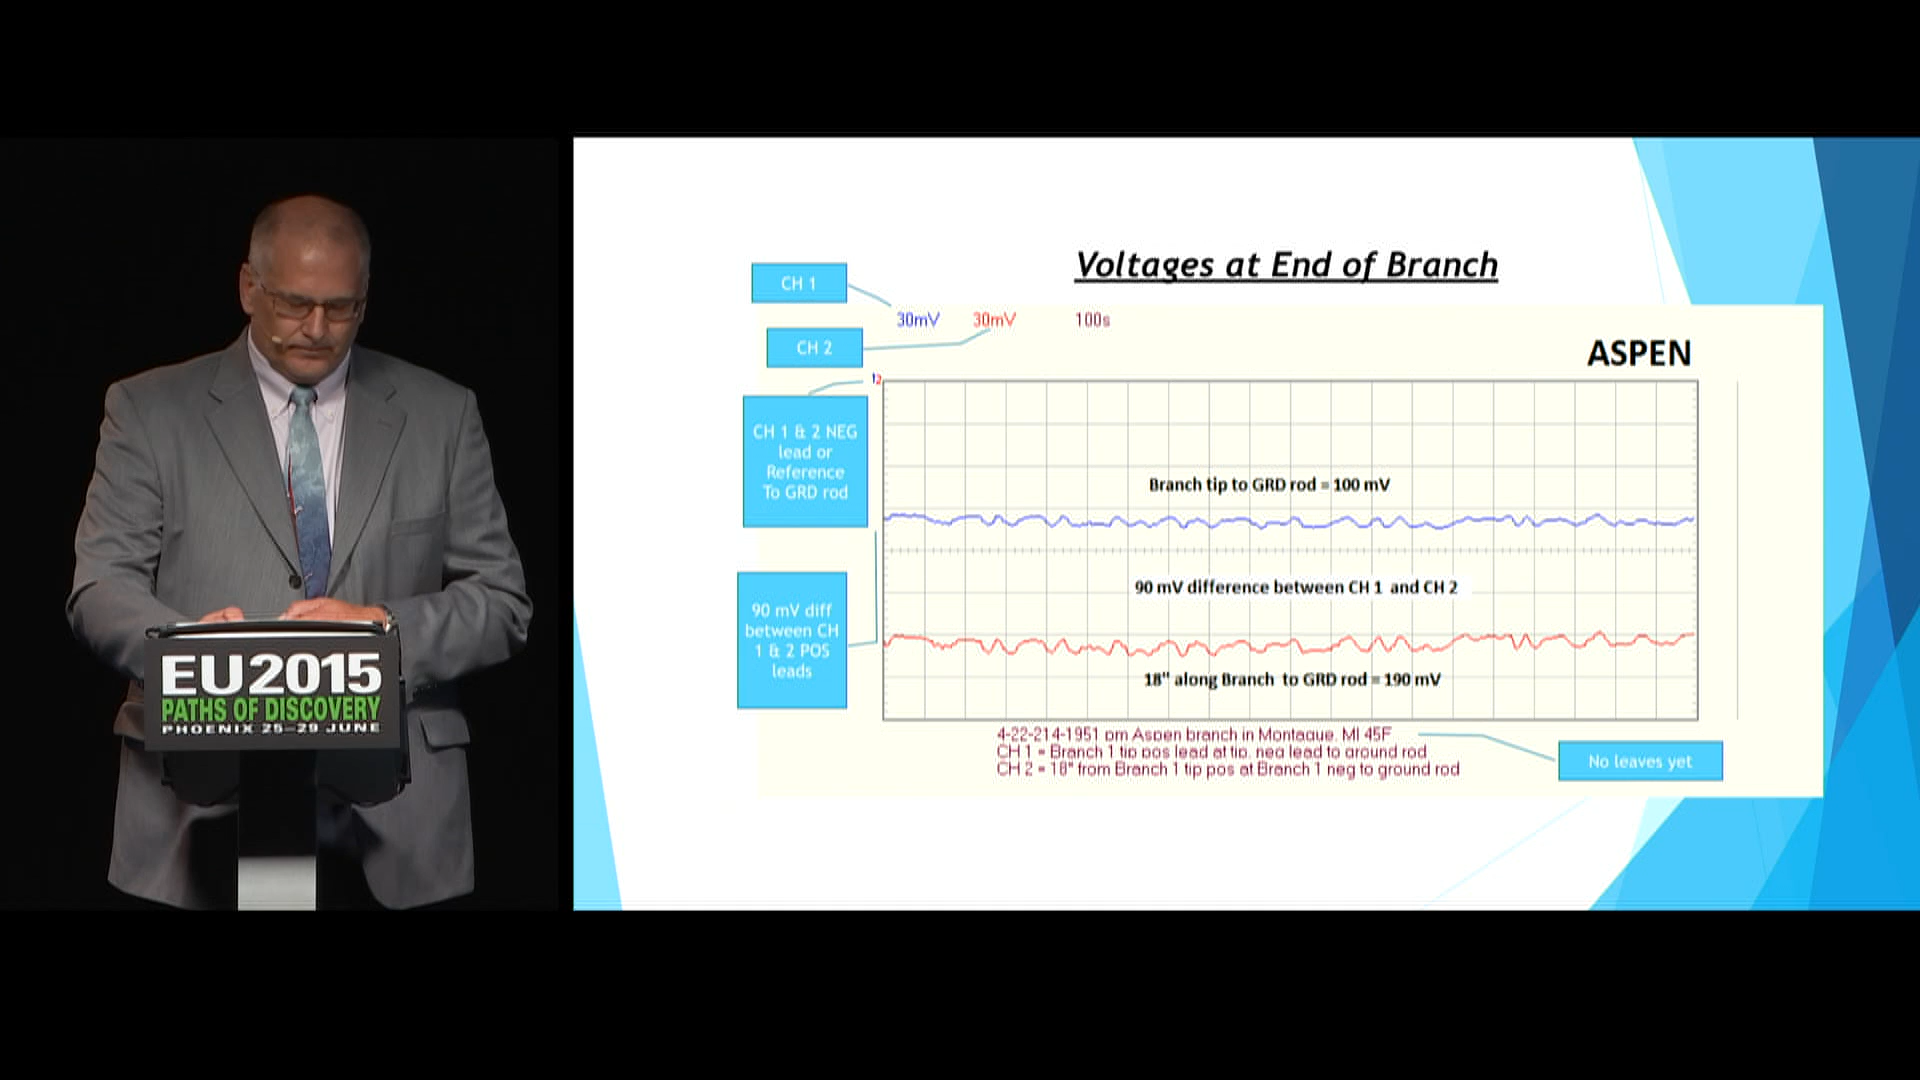 Voltages at End of Branch
CH 1
30mV 30mV 100s
CH 2
ASPEN
12
CH 1 & 2 NEG
lead or
Reference
To GRD rod
Branch tip to GRD rod = 100 mV
90 mV difference between CH 1 and CH 2
90 mV diff
between CH
1 & 2 POS
leads
18" along Branch to GRD rod = 190 mV
4-22-214-1951 pm Aspen branch in Montague, MI 45F
CH 1 = Branch 1 tip pos lead at tip, neg lead to ground rod
CH 2 = 18" from Branch 1 tip pos at Branch 1 neg to ground rod
No leaves yet
EU2015
PATHS OF DISCOVERY
PHOENIX 25-29 JUNE